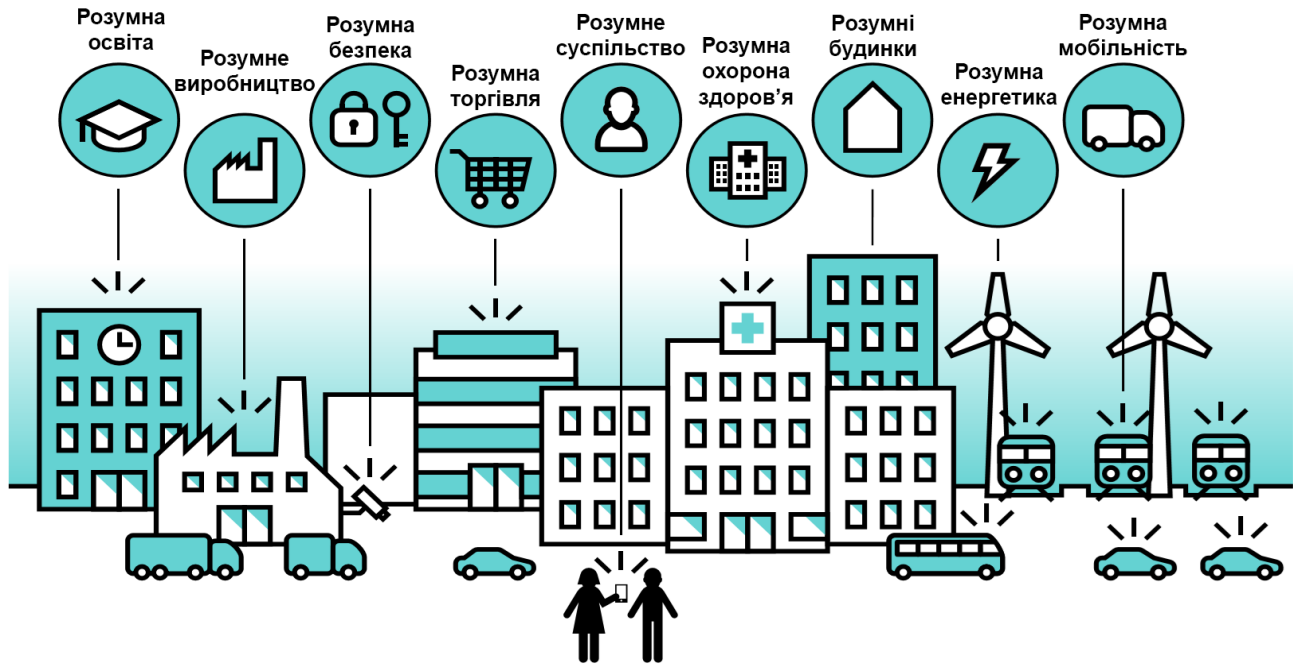 Розумна
освіта
Розумне
виробництво
Розумна
безпека
Розумна
торгівля
Розумне
суспільство
Розумна
охорона
здоров’я
Розумні
будинки
Розумна
енергетика
Розумна
мобільність